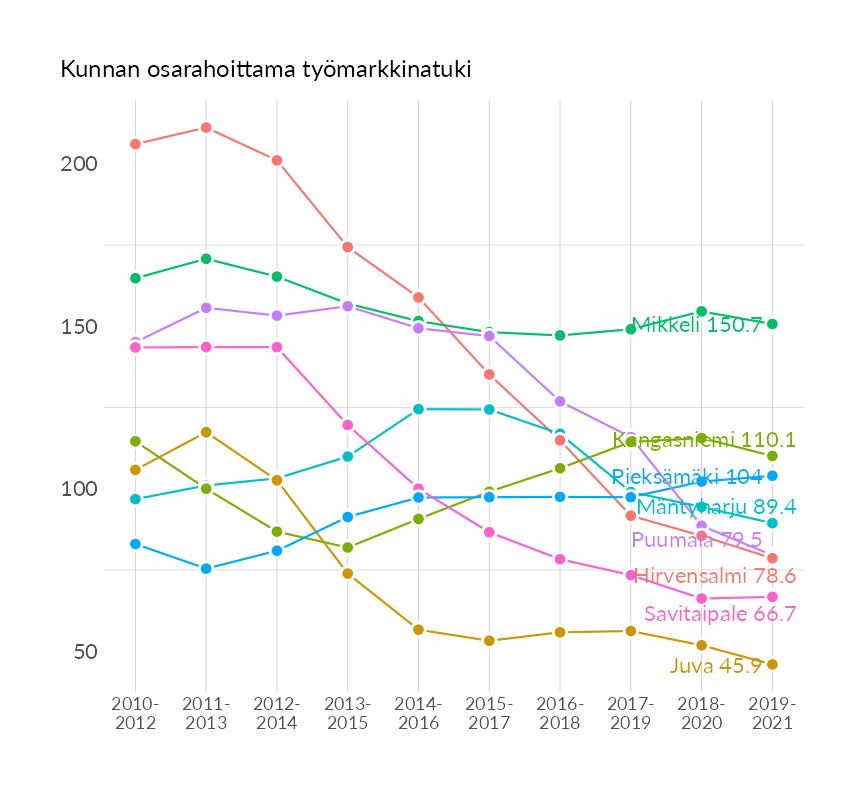 Kunnan osarahoittama työmarkkinatuki
200
150
100
50
Mikkeli 150.7
Kangasniemi 110.1
Pieksämäki 104
Mäntyharju 89.4
Puumala 79.5
Hirvensalmi 78.6
Savitaipale 66.7
Juva 45.9
2010-
2012
2011-
2013
2012-
2014
2013-
2015
2014-
2016
2015-
2017
2016-
2018
2017-
2019
2018-
2020
2019-
2021